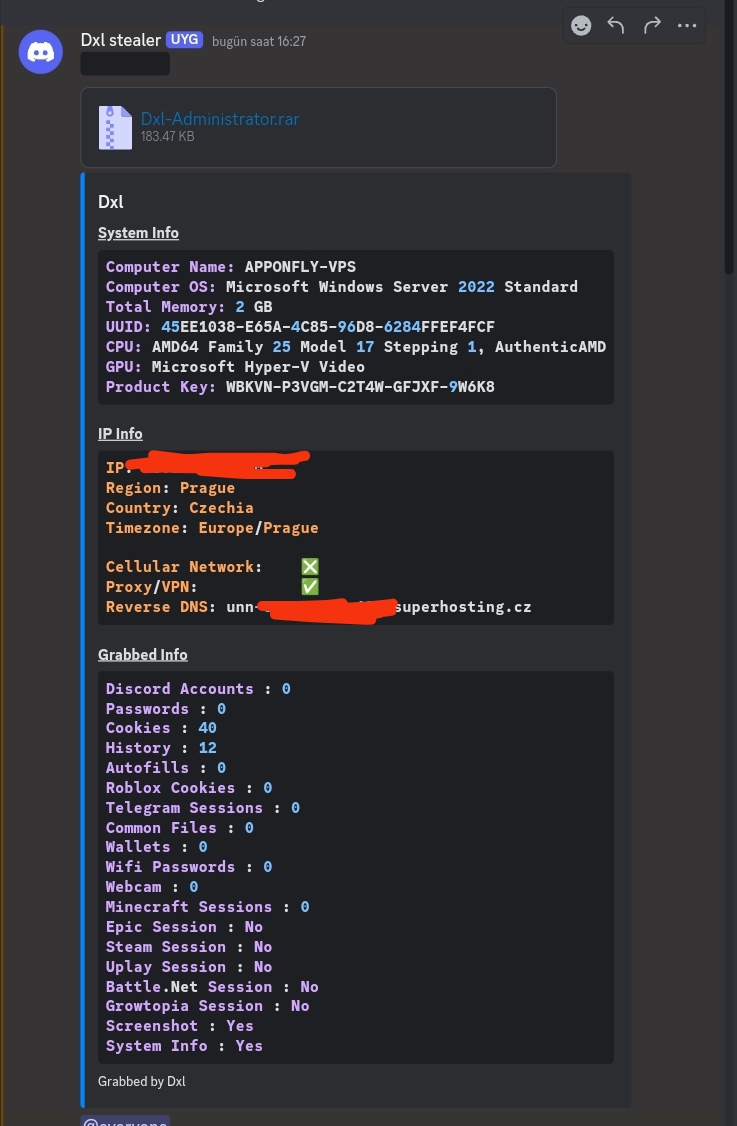 Dxl stealer UYG bugün saat 16:27
Dxl-Administrator.rar
183.47 KB
Dxl
System Info
Computer Name: APPONFLY-VPS
Computer OS: Microsoft Windows Server 2022 Standard
Total Memory: 2 GB
UUID: 45EE1038-E65A-4C85-96D8-6284FFEF4FCF
CPU: AMD64 Family 25 Model 17 Stepping 1, AuthenticAMD
GPU: Microsoft Hyper-V Video
Product Key: WBKVN-P3VGM-C2T4W-GFJXF-9W6K8
IP Info
IP:
Region: Prague
Country: Czechia
Timezone: Europe/Prague
Cellular Network: ❎
Proxy/VPN: ✅
Reverse DNS: unn- superhosting.cz
Grabbed Info
Discord Accounts : 0
Passwords : 0
Cookies : 40
History : 12
Autofills : 0
Roblox Cookies : 0
Telegram Sessions : 0
Common Files : 0
Wallets : 0
Wifi Passwords : 0
Webcam : 0
Minecraft Sessions : 0
Epic Session : No
Steam Session : No
Uplay Session : No
Battle.Net Session : No
Growtopia Session : No
Screenshot : Yes
System Info : Yes
Grabbed by Dxl
@everyone